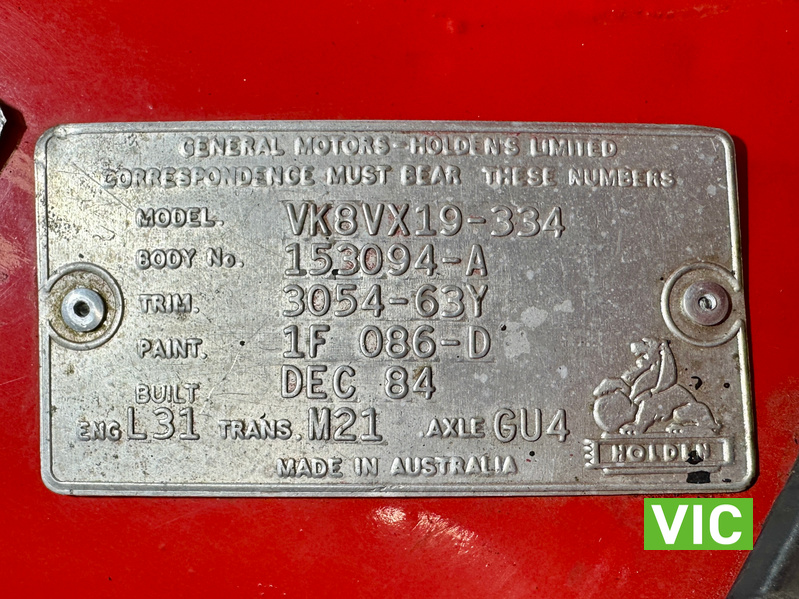 GENERAL MOTORS-HOLDEN'S LIMITED
CORRESPONDENCE MUST BEAR THESE NUMBERS
MODEL. VK8VX19-334
BODY No. 153094-A
TRIM. 3054-63Y
PAINT. 1F 086-D
BUILT DEC 84
ENG L31 TRANS. M21 AXLE GU4
HOLDEN
MADE IN AUSTRALIA
VIC